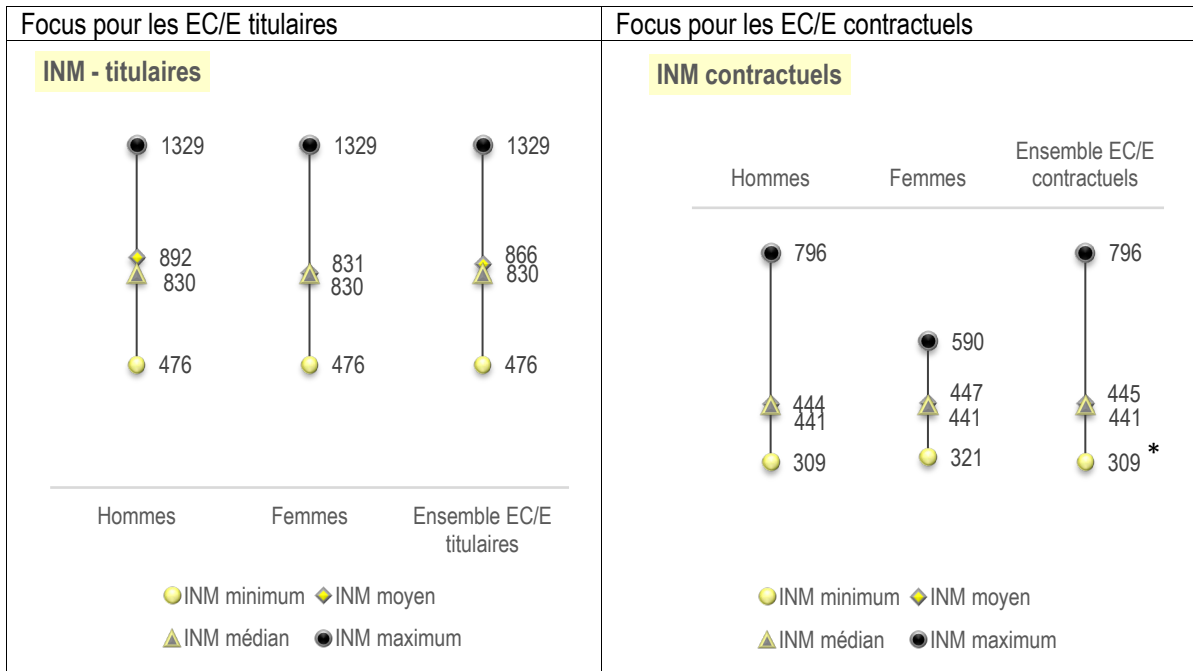 Focus pour les EC/E titulaires
INM - titulaires
1329
1329
1329
892
830
831
830
866
830
476
476
476
Hommes
Femmes
Ensemble EC/E
titulaires
INM minimum
INM moyen
INM médian
INM maximum
Focus pour les EC/E contractuels
INM contractuels
Hommes
Femmes
Ensemble EC/E
contractuels
796
590
796
444
441
447
441
445
441
309
321
309 *
INM minimum
INM moyen
INM médian
INM maximum